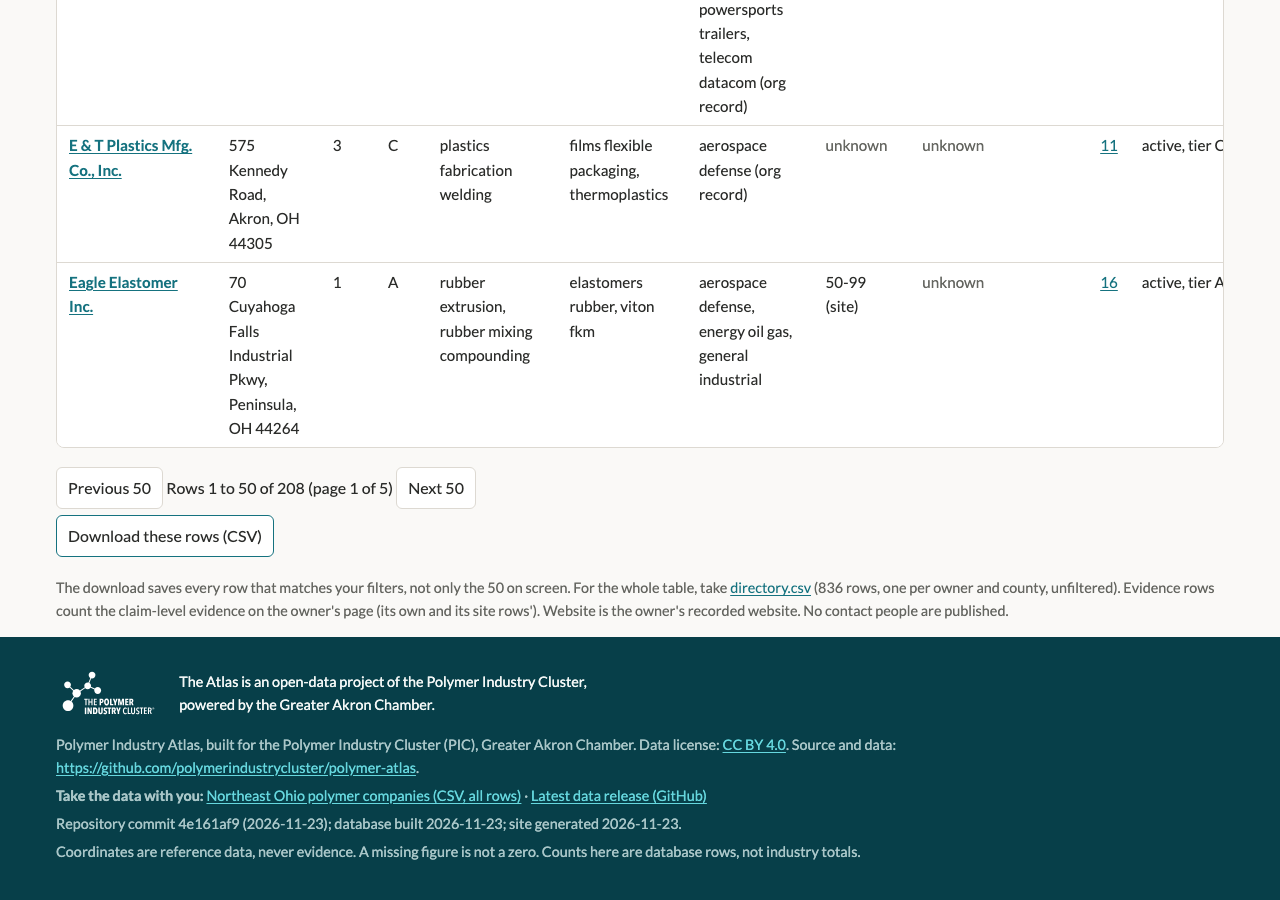 powersports
trailers,
telecom
datacom (org
record)
E & T Plastics Mfg.
Co., Inc.
575
Kennedy
Road,
Akron, OH
44305
3
C
plastics
fabrication
welding
films flexible
packaging,
thermoplastics
aerospace
defense (org
record)
unknown
unknown
11
active, tier C
Eagle Elastomer
Inc.
70
Cuyahoga
Falls
Industrial
Pkwy,
Peninsula,
OH 44264
1
A
rubber
extrusion,
rubber mixing
compounding
elastomers
rubber, viton
fkm
aerospace
defense,
energy oil gas,
general
industrial
50-99
(site)
unknown
16
active, tier A
Previous 50 Rows 1 to 50 of 208 (page 1 of 5) Next 50
Download these rows (CSV)
The download saves every row that matches your filters, not only the 50 on screen. For the whole table, take directory.csv (836 rows, one per owner and county, unfiltered). Evidence rows
count the claim-level evidence on the owner's page (its own and its site rows'). Website is the owner's recorded website. No contact people are published.
THE POLYMER
INDUSTRY CLUSTER
The Atlas is an open-data project of the Polymer Industry Cluster,
powered by the Greater Akron Chamber.
Polymer Industry Atlas, built for the Polymer Industry Cluster (PIC), Greater Akron Chamber. Data license: CC BY 4.0. Source and data:
https://github.com/polymerindustrycluster/polymer-atlas.
Take the data with you: Northeast Ohio polymer companies (CSV, all rows) · Latest data release (GitHub)
Repository commit 4e161af9 (2026-11-23); database built 2026-11-23; site generated 2026-11-23.
Coordinates are reference data, never evidence. A missing figure is not a zero. Counts here are database rows, not industry totals.